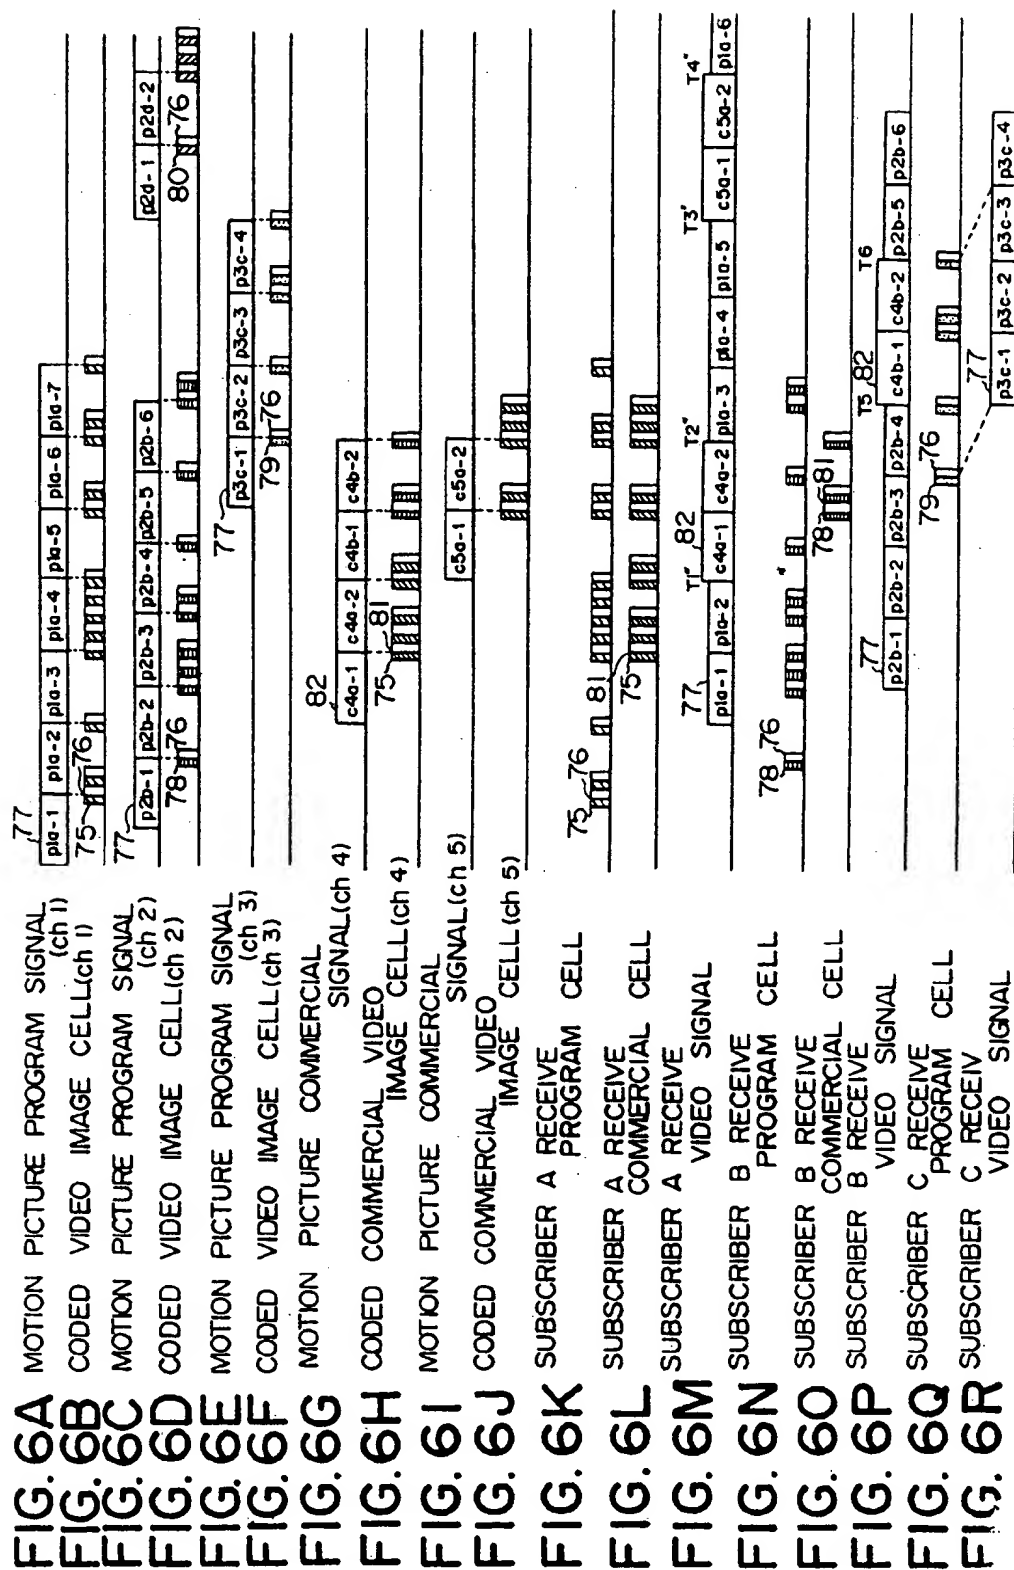 FIG. 6A MOTION PICTURE PROGRAM SIGNAL (ch 1)
77 p1a-1 p1a-2 p1a-3 p1a-4 p1a-5 p1a-6 p1a-7
FIG. 6B CODED VIDEO IMAGE CELL (ch 1)
75 76
FIG. 6C MOTION PICTURE PROGRAM SIGNAL (ch 2)
77 p2b-1 p2b-2 p2b-3 p2b-4 p2b-5 p2b-6 p2d-1 p2d-2
FIG. 6D CODED VIDEO IMAGE CELL (ch 2)
78 76 80 76
FIG. 6E MOTION PICTURE PROGRAM SIGNAL (ch 3)
77 p3c-1 p3c-2 p3c-3 p3c-4
FIG. 6F CODED VIDEO IMAGE CELL (ch 3)
79 76
FIG. 6G MOTION PICTURE COMMERCIAL
SIGNAL (ch 4)
82 c4a-1 c4a-2 c4b-1 c4b-2
FIG. 6H CODED COMMERCIAL VIDEO
IMAGE CELL (ch 4)
75 81
FIG. 6I MOTION PICTURE COMMERCIAL
SIGNAL (ch 5)
c5a-1 c5a-2
FIG. 6J CODED COMMERCIAL VIDEO
IMAGE CELL (ch 5)
FIG. 6K SUBSCRIBER A RECEIVE
PROGRAM CELL
75 76
FIG. 6L SUBSCRIBER A RECEIVE
COMMERCIAL CELL
81 75
FIG. 6M SUBSCRIBER A RECEIVE
VIDEO SIGNAL
77 T1" 82 T2" T3" T4"
p1a-1 p1a-2 c4a-1 c4a-2 p1a-3 p1a-4 p1a-5 c5a-1 c5a-2 p1a-6
FIG. 6N SUBSCRIBER B RECEIVE
PROGRAM CELL
78 76
FIG. 6O SUBSCRIBER B RECEIVE
COMMERCIAL CELL
78 81
FIG. 6P SUBSCRIBER B RECEIVE
VIDEO SIGNAL
77 T5 82 T6
p2b-1 p2b-2 p2b-3 p2b-4 c4b-1 c4b-2 p2b-5 p2b-6
FIG. 6Q SUBSCRIBER C RECEIVE
PROGRAM CELL
79 76
FIG. 6R SUBSCRIBER C RECEIV
VIDEO SIGNAL
77 p3c-1 p3c-2 p3c-3 p3c-4